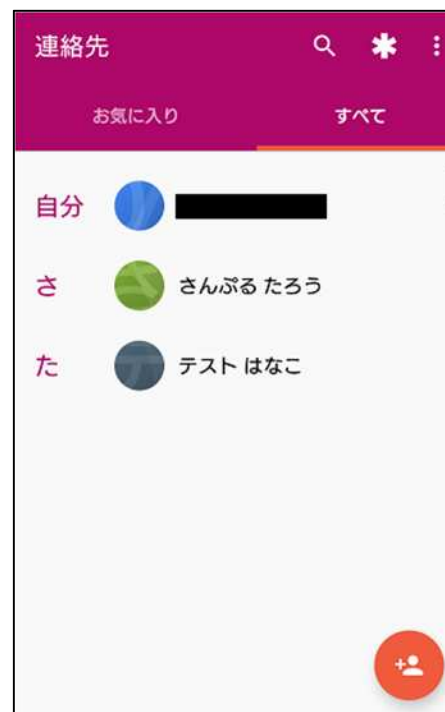 連絡先
お気に入り すべて
自分
さ さんぷる たろう
た テスト はなこ